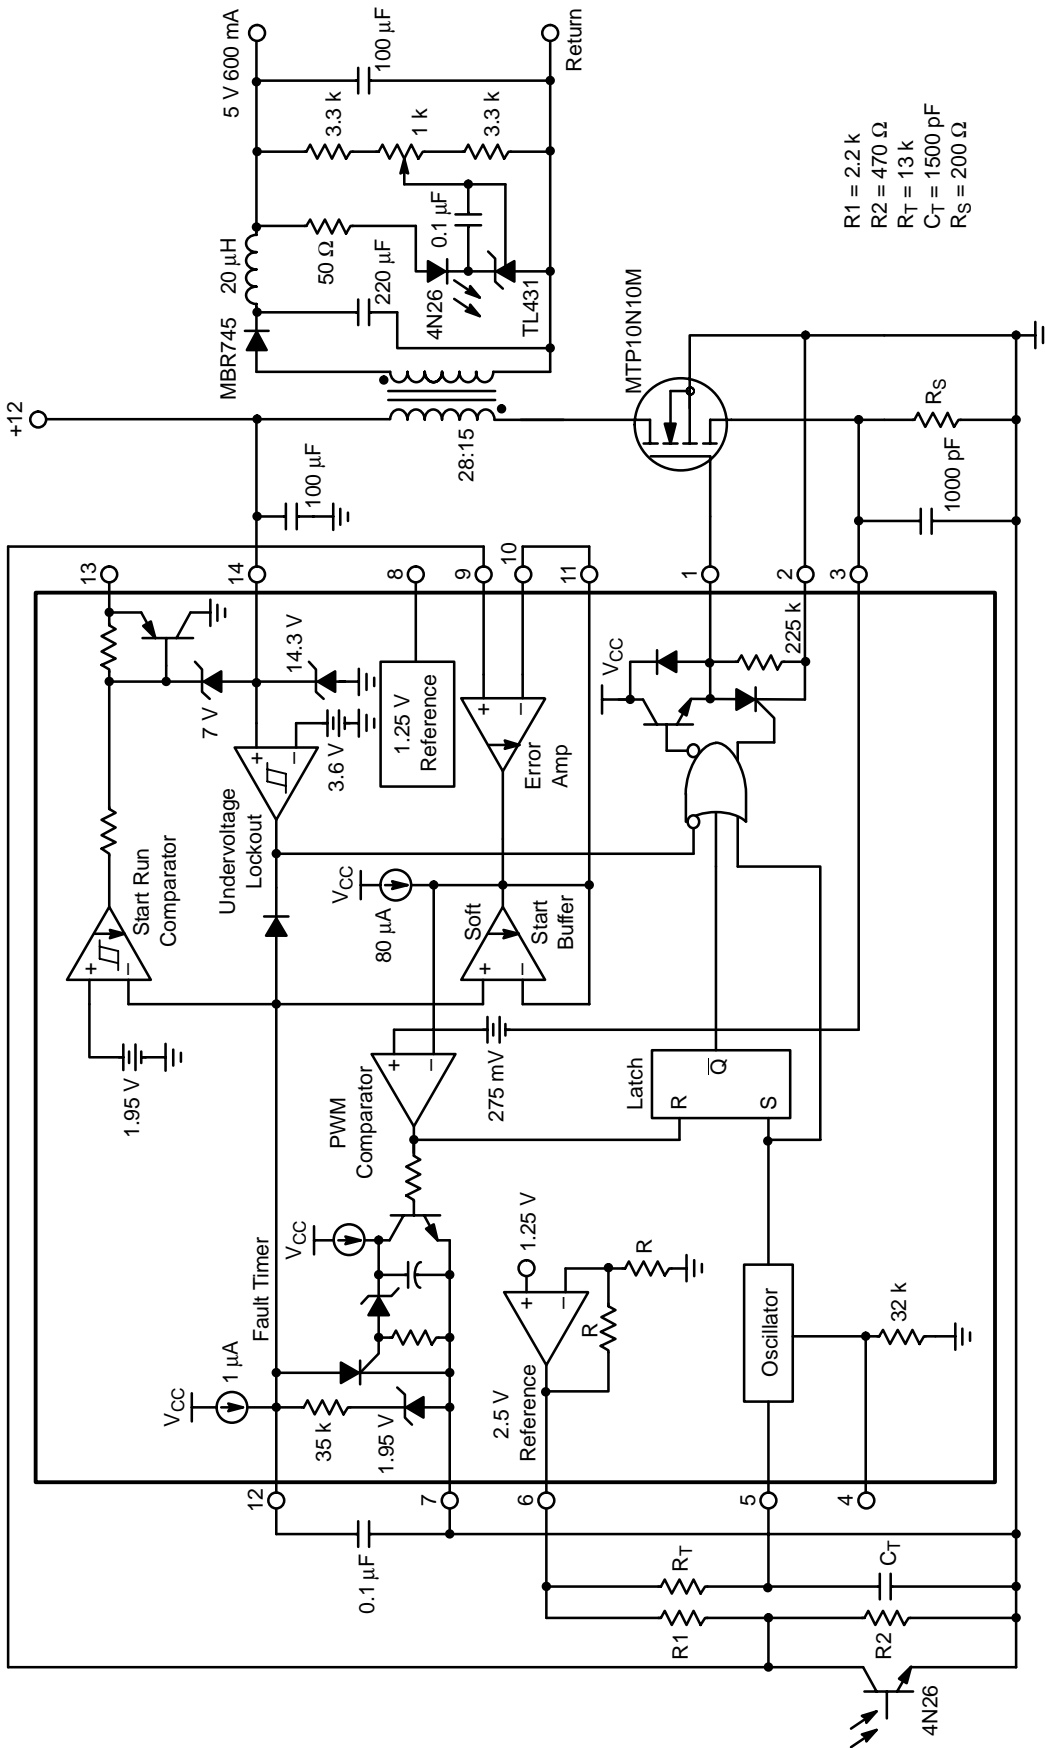 +12
5 V 600 mA
100 µF
Return
3.3 k
1 k
3.3 k
20 µH
50 Ω
0.1 µF
220 µF
4N26
TL431
MBR745
28:15
100 µF
MTP10N10M
RS
1000 pF
R1 = 2.2 k
R2 = 470 Ω
RT = 13 k
CT = 1500 pF
RS = 200 Ω
13
14
8
9
10
11
1
2
3
7 V
14.3 V
3.6 V
1.25 V
Reference
+
–
Error
Amp
VCC
225 k
+
–
Undervoltage
Lockout
+
–
Start Run
Comparator
1.95 V
VCC
80 µA
+
–
Soft
Start
Buffer
+
–
PWM
Comparator
275 mV
Latch
R
Q
S
Fault Timer
VCC
VCC
1 µA
35 k
1.95 V
1.25 V
+
–
R
R
2.5 V
Reference
Oscillator
32 k
12
7
6
5
4
0.1 µF
RT
CT
R1
R2
4N26